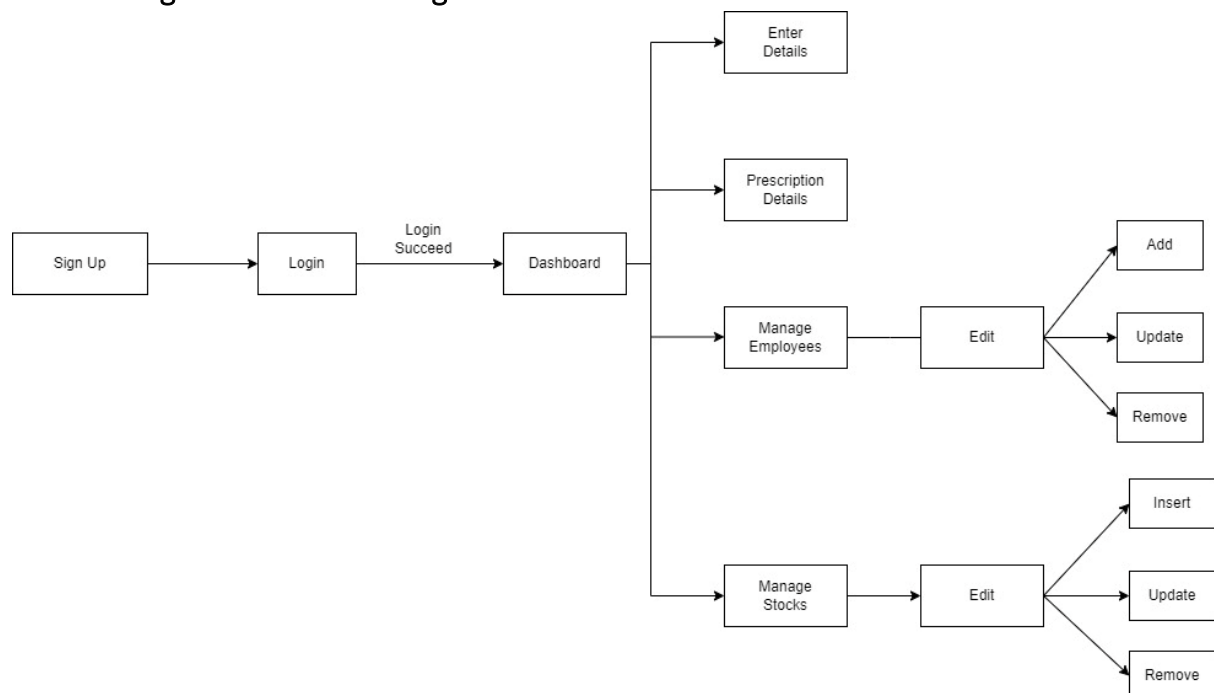 Enter
Details
Prescription
Details
Sign Up
Login
Login
Succeed
Dashboard
Manage
Employees
Edit
Add
Update
Remove
Manage
Stocks
Edit
Insert
Update
Remove